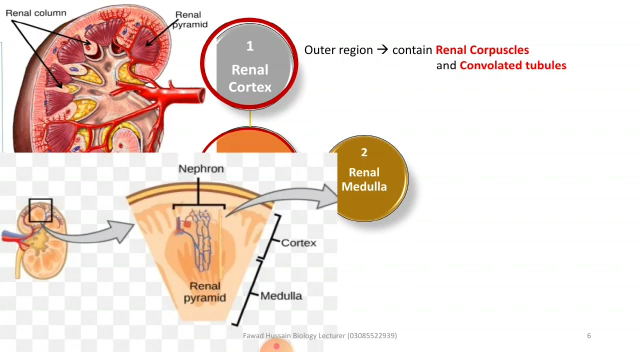 Renal column
Renal
pyramid
1
Renal
Cortex
Outer region → contain Renal Corpuscles
and Convolated tubules
2
Renal
Medulla
Nephron
Cortex
Renal
pyramid
Medulla
Fawad Hussain Biology Lecturer (03085522939)
6